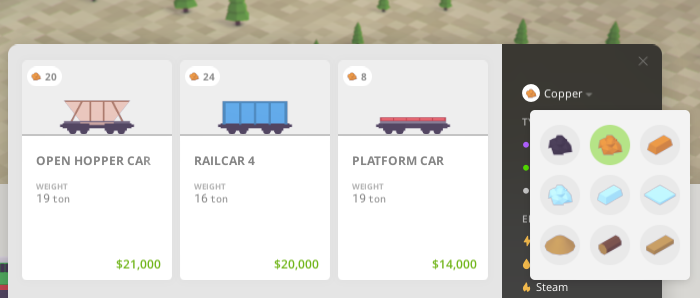 20
24
8
Copper
OPEN HOPPER CAR
RAILCAR 4
PLATFORM CAR
WEIGHT
WEIGHT
WEIGHT
19 ton
16 ton
19 ton
$21,000
$20,000
$14,000
Steam